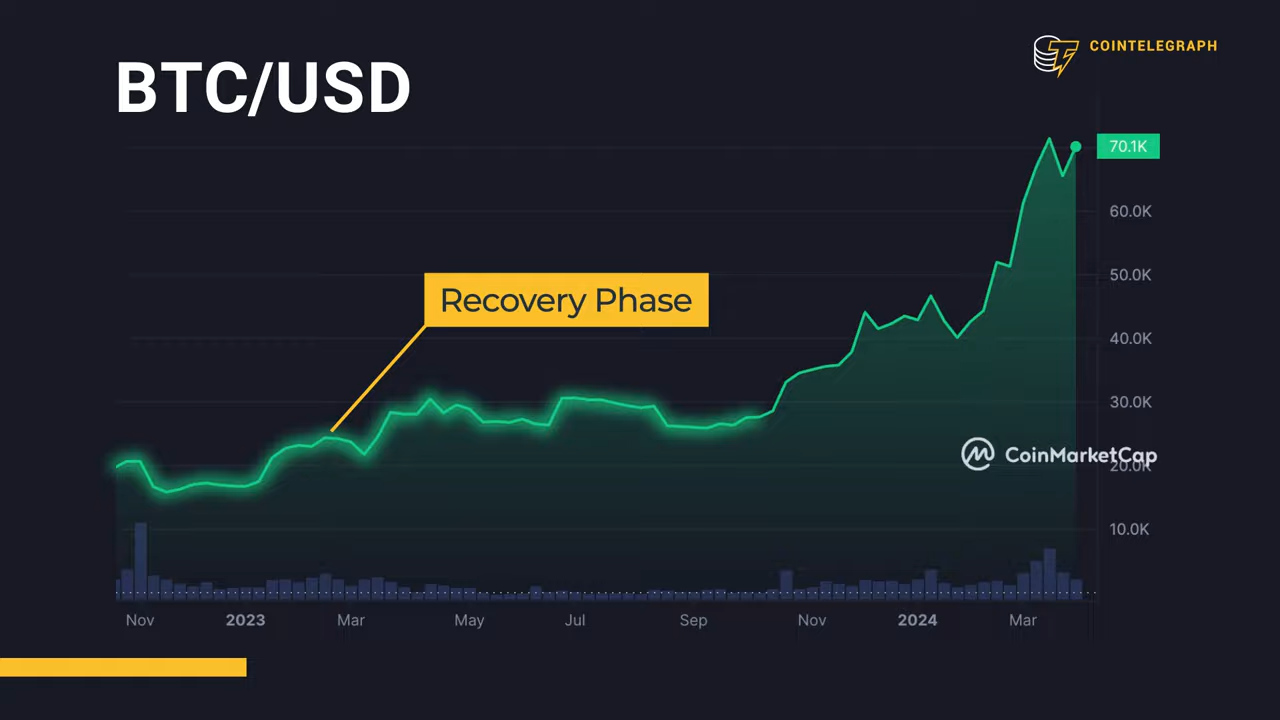 BTC/USD
COINTELEGRAPH
70.1K
60.0K
50.0K
Recovery Phase
40.0K
30.0K
CoinMarketCap
20.0K
10.0K
Nov 2023 Mar May Jul Sep Nov 2024 Mar